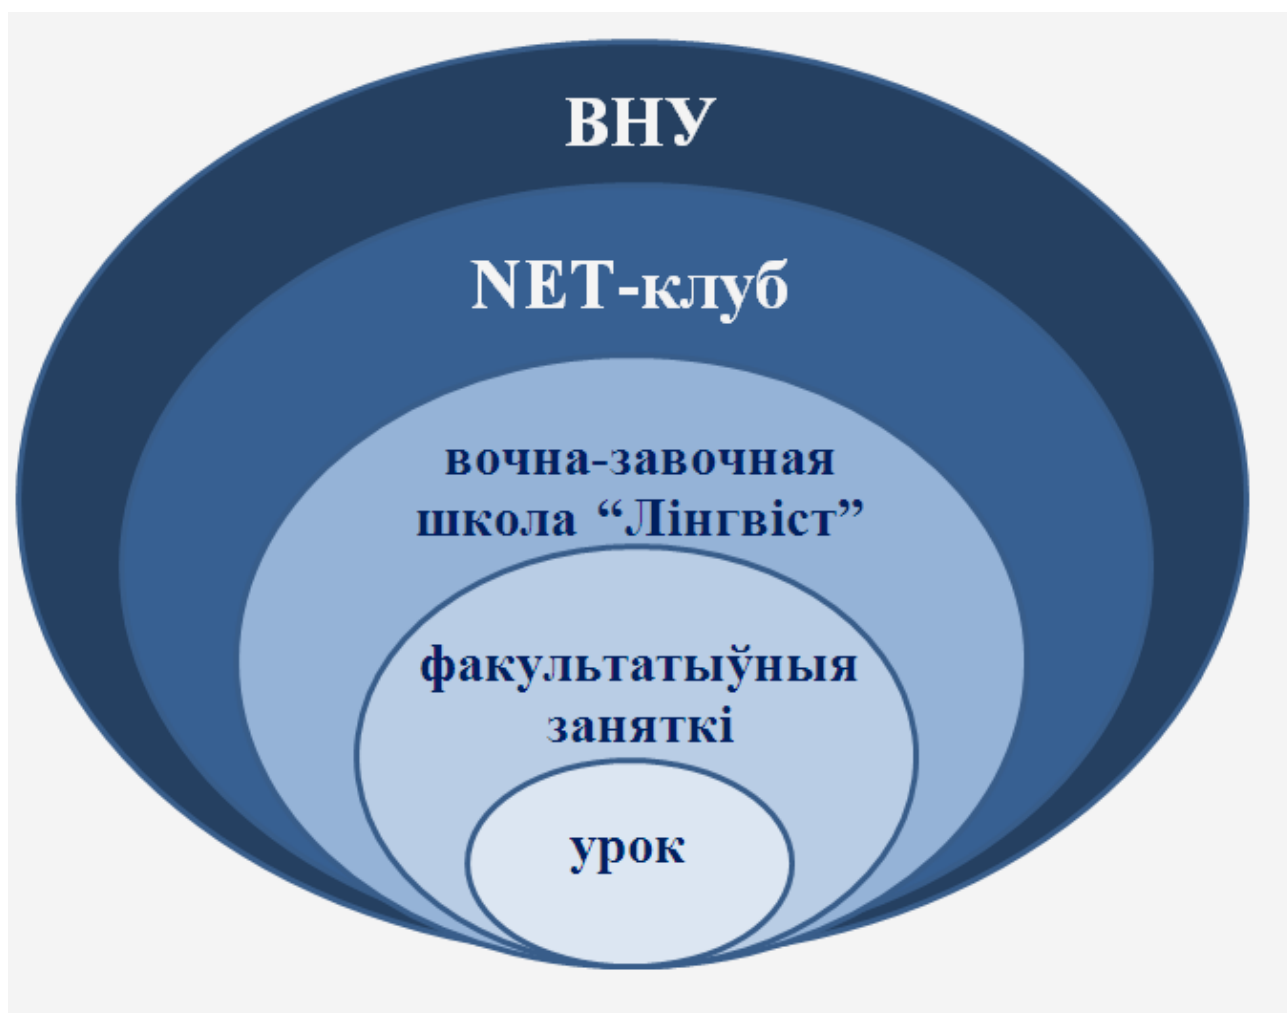 ВНУ
NET-клуб
вочна-завочная
школа “Лінгвіст”
факультатыўныя
заняткі
урок